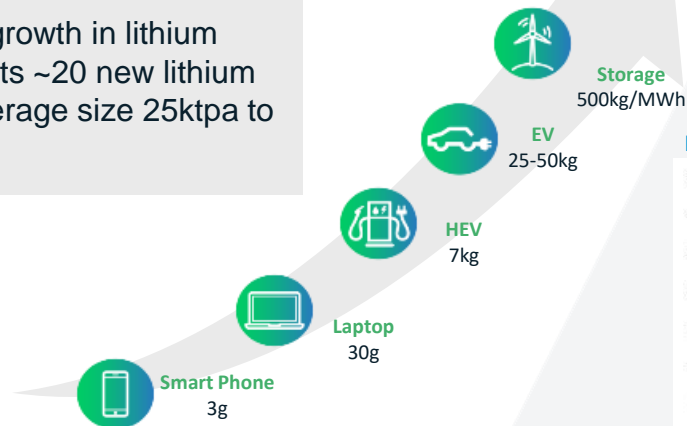 growth in lithium
ts ~20 new lithium
erage size 25ktpa to
Storage
500kg/MWh
EV
25-50kg
HEV
7kg
Laptop
30g
Smart Phone
3g